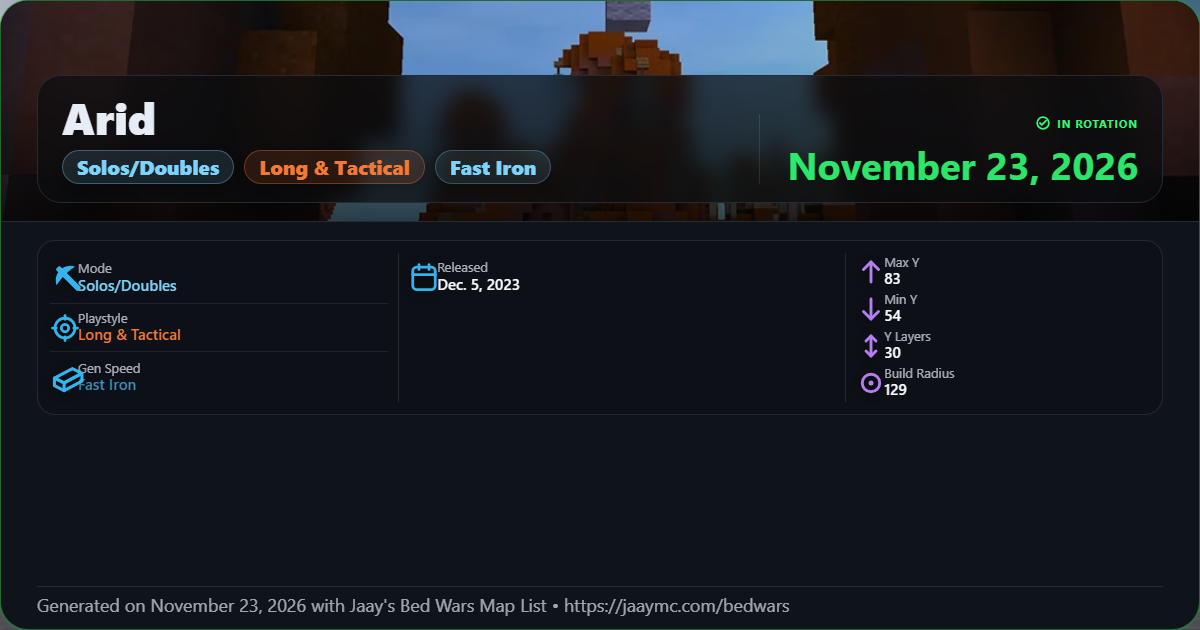 Arid
Solos/Doubles
Long & Tactical
Fast Iron
IN ROTATION
November 23, 2026
Mode
Solos/Doubles
Playstyle
Long & Tactical
Gen Speed
Fast Iron
Released
Dec. 5, 2023
Max Y
83
Min Y
54
Y Layers
30
Build Radius
129
Generated on November 23, 2026 with Jaay's Bed Wars Map List • https://jaaymc.com/bedwars